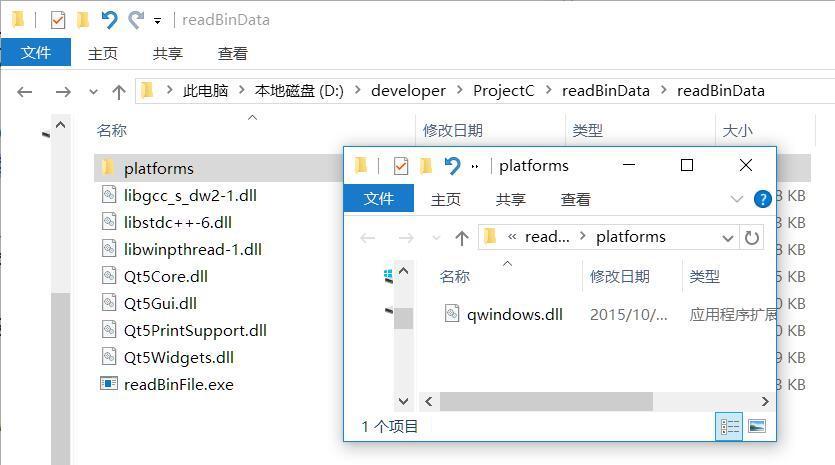 readBinData
文件 主页 共享 查看
此电脑 本地磁盘 (D:) developer ProjectC readBinData readBinData
名称 修改日期 类型 大小
platforms
libgcc_s_dw2-1.dll
libstdc++-6.dll
libwinpthread-1.dll
Qt5Core.dll
Qt5Gui.dll
Qt5PrintSupport.dll
Qt5Widgets.dll
readBinFile.exe
platforms
文件 主页 共享 查看
« read... platforms
名称 修改日期 类型
qwindows.dll 2015/10/... 应用程序扩展
1 个项目
3 KB
8 KB
8 KB
5 KB
0 KB
0 KB
9 KB
3 KB